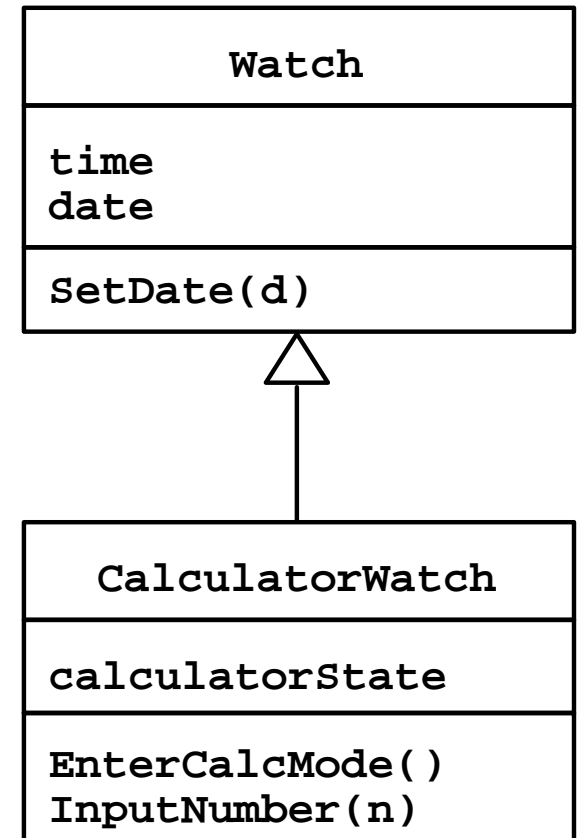 Watch
time
date
SetDate(d)
CalculatorWatch
calculatorState
EnterCalcMode()
InputNumber(n)